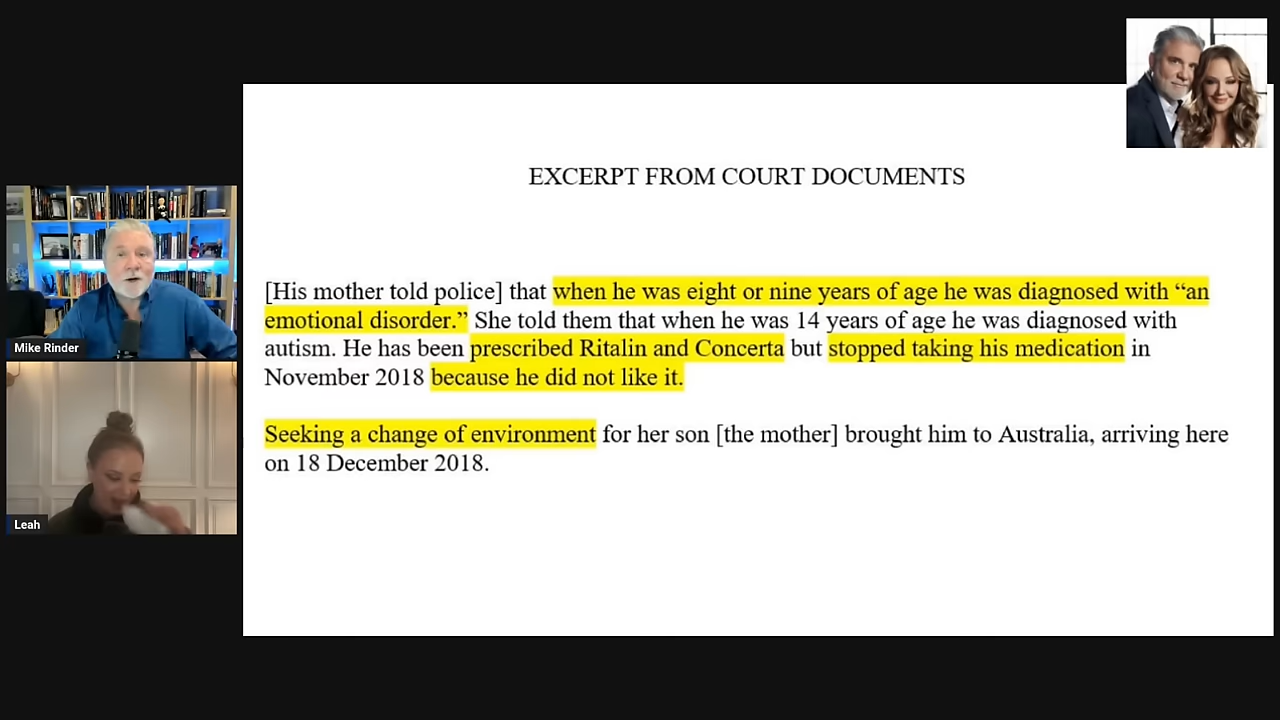 EXCERPT FROM COURT DOCUMENTS
[His mother told police] that when he was eight or nine years of age he was diagnosed with “an
emotional disorder.” She told them that when he was 14 years of age he was diagnosed with
autism. He has been prescribed Ritalin and Concerta but stopped taking his medication in
November 2018 because he did not like it.
Seeking a change of environment for her son [the mother] brought him to Australia, arriving here
on 18 December 2018.
Mike Rinder
Leah